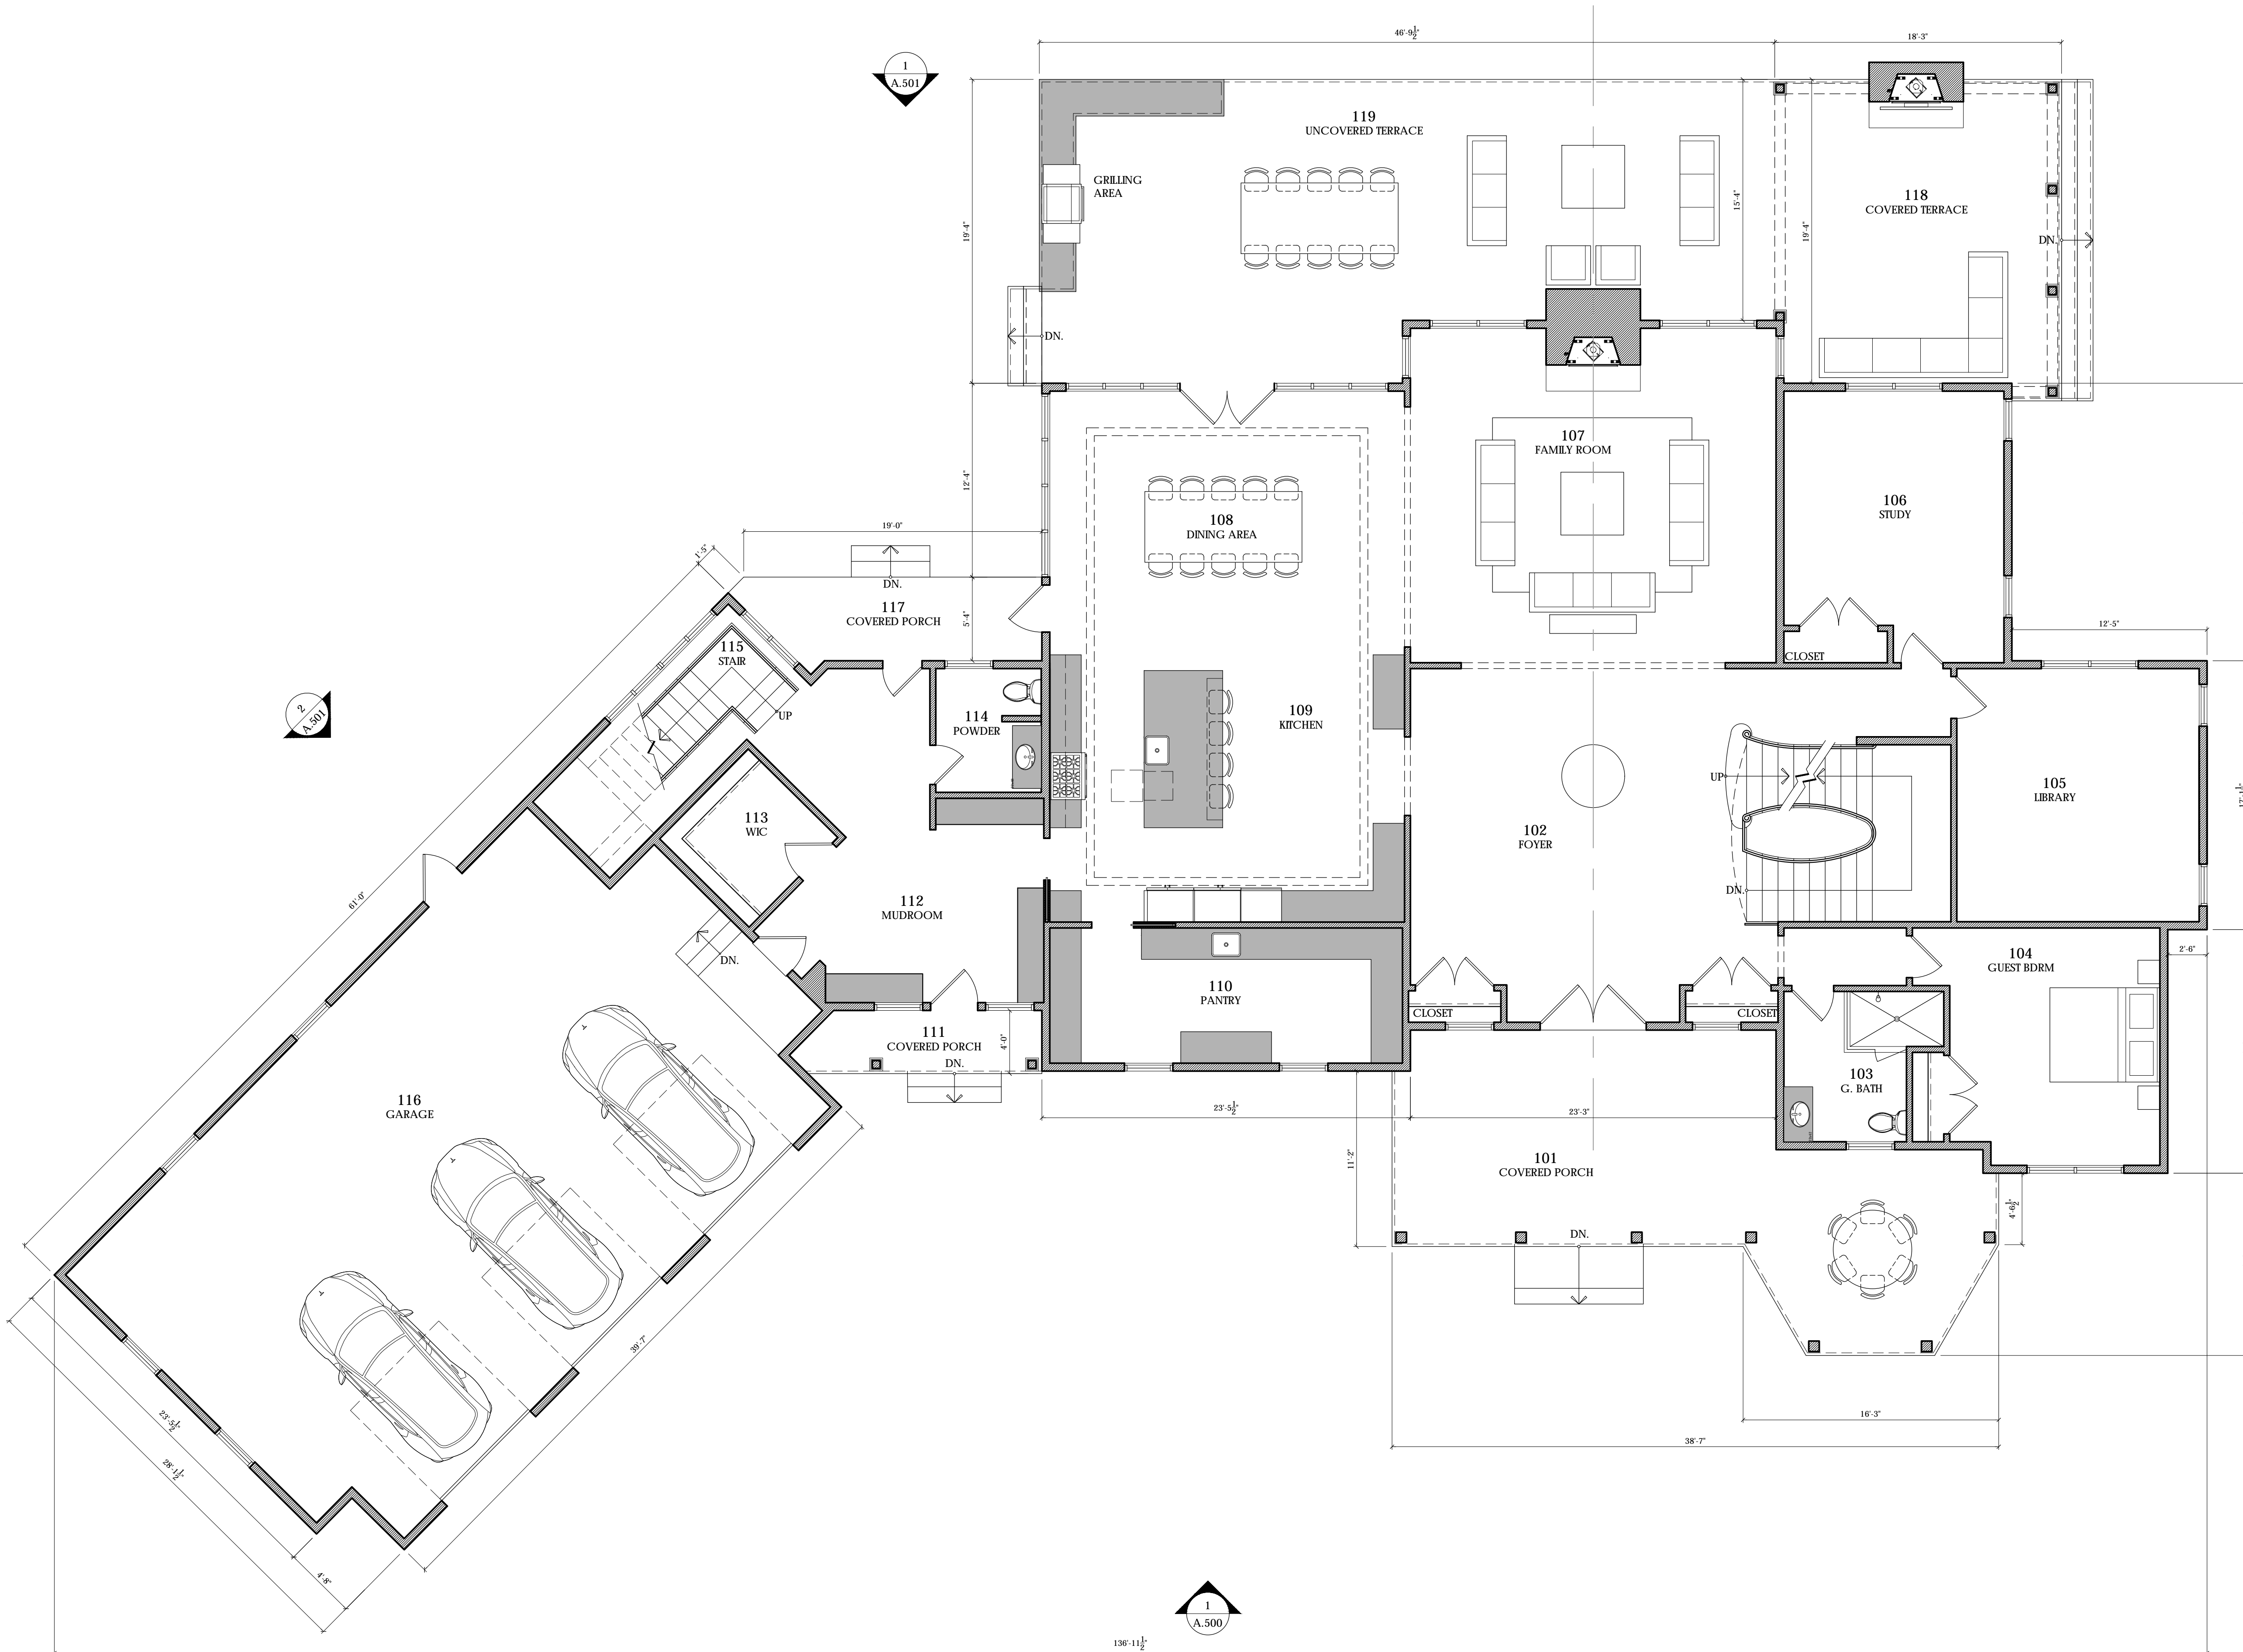 46'-9 1/2"
18'-3"
1
A.501
119
UNCOVERED TERRACE
GRILLING
AREA
19'-4"
15'-4"
19'-4"
118
COVERED TERRACE
DN.
DN.
107
FAMILY ROOM
12'-4"
108
DINING AREA
106
STUDY
19'-0"
1'-5"
DN.
117
COVERED PORCH
5'-4"
12'-5"
115
STAIR
CLOSET
UP
2
A.501
114
POWDER
109
KITCHEN
UP
105
LIBRARY
113
WIC
102
FOYER
DN.
61'-0"
112
MUDROOM
DN.
104
GUEST BDRM
2'-6"
110
PANTRY
CLOSET
CLOSET
111
COVERED PORCH
DN.
4'-0"
103
G. BATH
116
GARAGE
23'-5 1/2"
23'-3"
11'-2"
101
COVERED PORCH
4'-6 1/2"
DN.
39'-7"
23'-5 1/2"
28'-1 1/2"
4'-8"
16'-3"
38'-7"
1
A.500
136'-11 1/2"